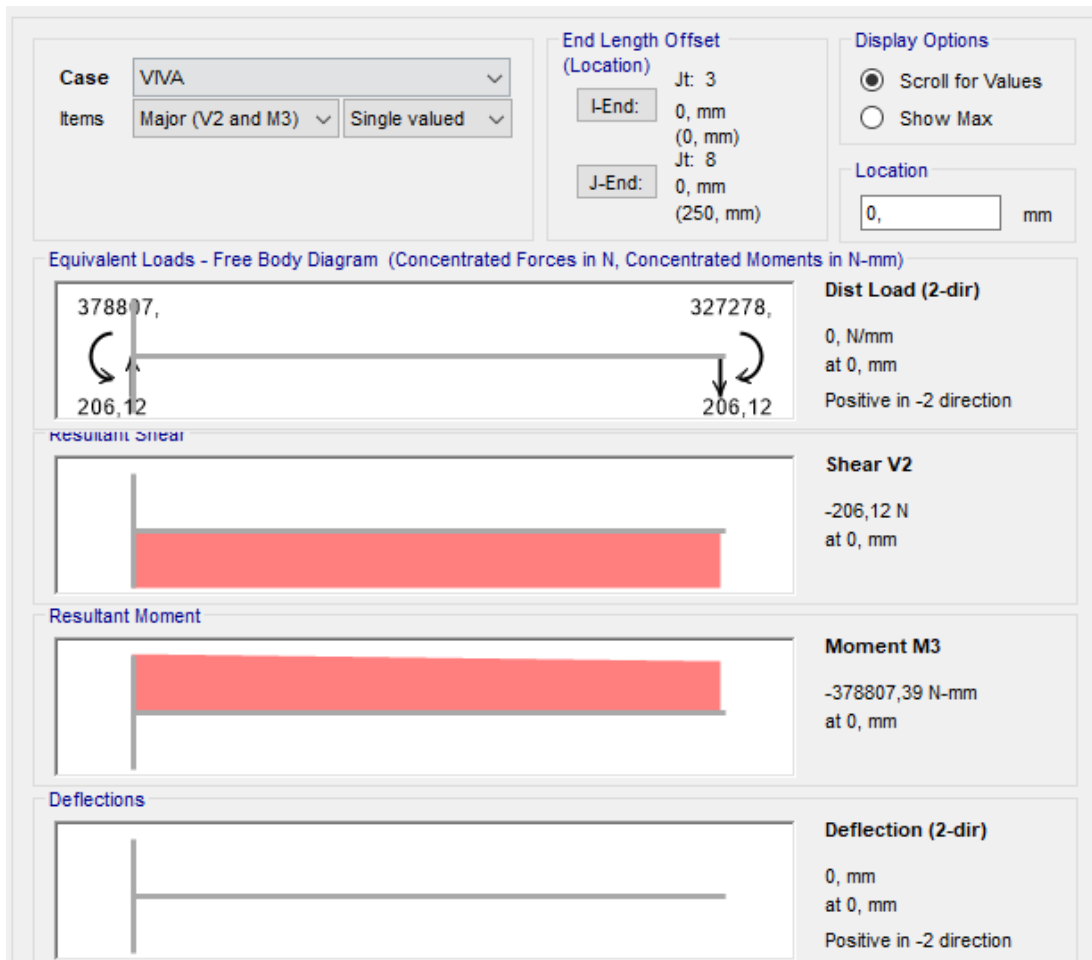 Case VIVA
Items Major (V2 and M3) Single valued
End Length Offset
(Location)
Jt: 3
I-End: 0, mm
(0, mm)
Jt: 8
J-End: 0, mm
(250, mm)
Display Options
Scroll for Values
Show Max
Location
0, mm
Equivalent Loads - Free Body Diagram (Concentrated Forces in N, Concentrated Moments in N-mm)
378807, 327278,
206,12 206,12
Dist Load (2-dir)
0, N/mm
at 0, mm
Positive in -2 direction
Resultant Shear
Shear V2
-206,12 N
at 0, mm
Resultant Moment
Moment M3
-378807,39 N-mm
at 0, mm
Deflections
Deflection (2-dir)
0, mm
at 0, mm
Positive in -2 direction